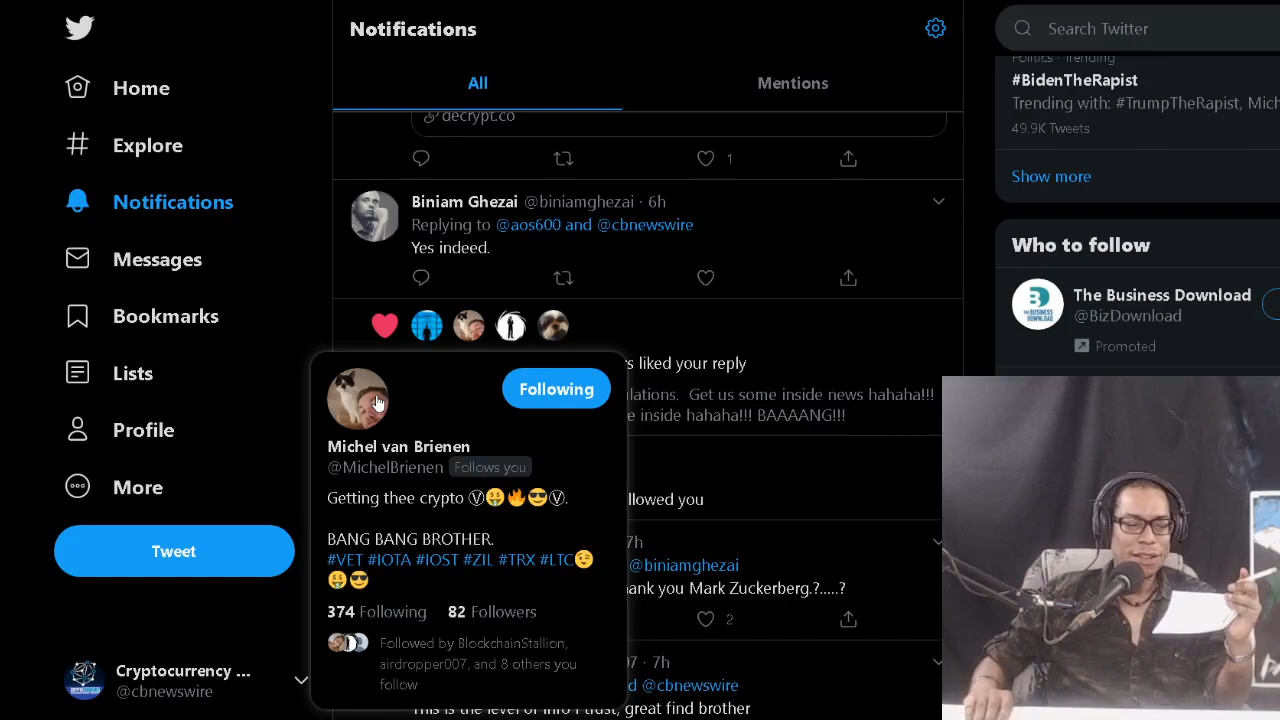 Home
Explore
Notifications
Messages
Bookmarks
Lists
Profile
More
Tweet
Cryptocurrency ...
@cbnewswire
Notifications
All
Mentions
decrypt.co
1
Biniam Ghezai @biniamghezai · 6h
Replying to @aos600 and @cbnewswire
Yes indeed.
s liked your reply
ulations. Get us some inside news hahaha!!!
e inside hahaha!!! BAAAANG!!!
llowed you
7h
@biniamghezai
ank you Mark Zuckerberg.?.....?
2
7 · 7h
d @cbnewswire
This is the level of info I trust, great find brother
Following
Michel van Brienen
@MichelBrienen Follows you
Getting thee crypto Ⓥ🤑🔥😎Ⓥ.
BANG BANG BROTHER.
#VET #IOTA #IOST #ZIL #TRX #LTC😉
🤑😎
374 Following 82 Followers
Followed by BlockchainStallion,
airdropper007, and 8 others you
follow
Search Twitter
Politics · Trending
#BidenTheRapist
Trending with: #TrumpTheRapist, Mich
49.9K Tweets
Show more
Who to follow
The Business Download
@BizDownload
Promoted